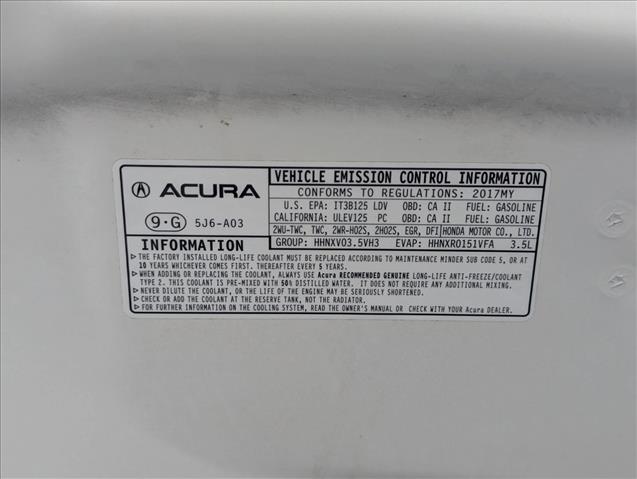 ACURA
9·G 5J6-A03
VEHICLE EMISSION CONTROL INFORMATION
CONFORMS TO REGULATIONS: 2017MY
U.S. EPA: IT3B125 LDV OBD: CA II FUEL: GASOLINE
CALIFORNIA: ULEV125 PC OBD: CA II FUEL: GASOLINE
2WU-TWC, TWC, 2WR-HO2S, 2HO2S, EGR, DFI HONDA MOTOR CO., LTD.
GROUP: HHNXV03.5VH3 EVAP: HHNXR0151VFA 3.5L
INFORMATION
▷ THE FACTORY INSTALLED LONG-LIFE COOLANT MUST BE REPLACED ACCORDING TO MAINTENANCE MINDER SUB CODE 5, OR AT
10 YEARS WHICHEVER COMES FIRST. THEREAFTER EVERY 5 YEARS.
▷ WHEN ADDING OR REPLACING THE COOLANT, ALWAYS USE Acura RECOMMENDED GENUINE LONG-LIFE ANTI-FREEZE/COOLANT
TYPE 2. THIS COOLANT IS PRE-MIXED WITH 50% DISTILLED WATER. IT DOES NOT REQUIRE ANY ADDITIONAL MIXING.
▷ NEVER DILUTE THE COOLANT, OR THE LIFE OF THE ENGINE MAY BE SERIOUSLY SHORTENED.
▷ CHECK OR ADD THE COOLANT AT THE RESERVE TANK, NOT THE RADIATOR.
▷ FOR FURTHER INFORMATION ON THE COOLING SYSTEM, READ THE OWNER'S MANUAL OR CHECK WITH YOUR Acura DEALER.